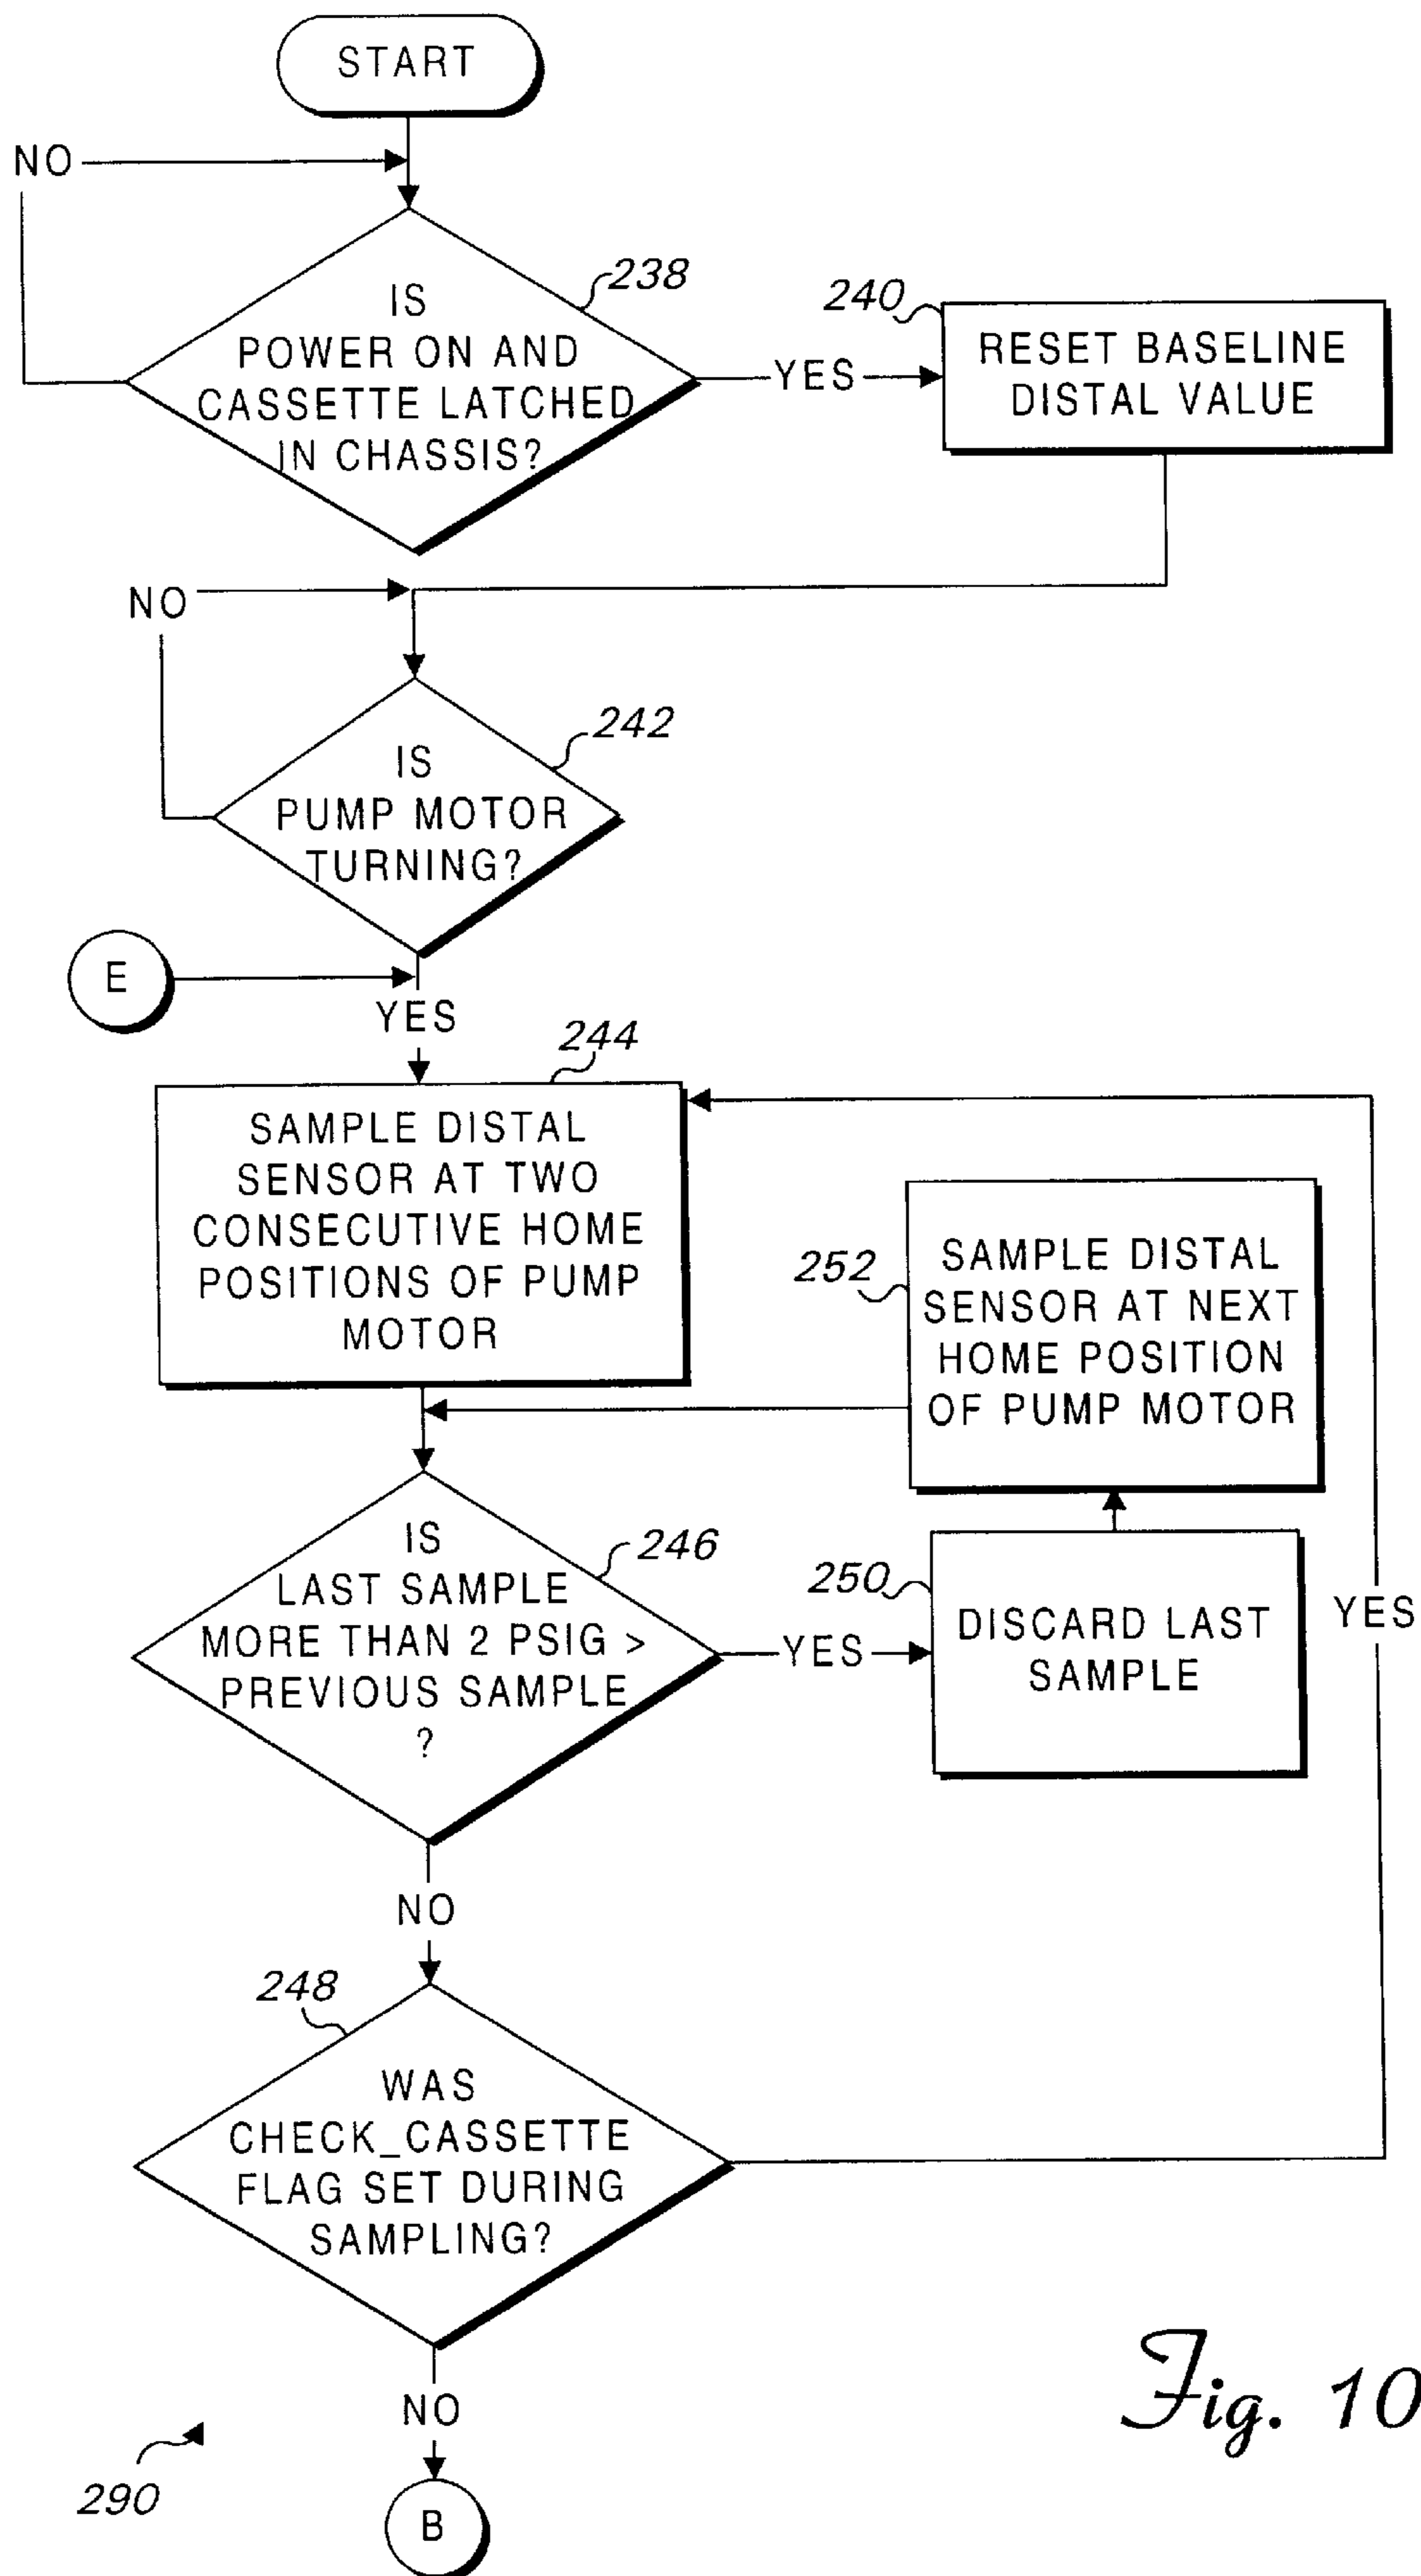 START
NO
238
IS
POWER ON AND
CASSETTE LATCHED
IN CHASSIS?
YES
240
RESET BASELINE
DISTAL VALUE
NO
242
IS
PUMP MOTOR
TURNING?
E
YES
244
SAMPLE DISTAL
SENSOR AT TWO
CONSECUTIVE HOME
POSITIONS OF PUMP
MOTOR
252
SAMPLE DISTAL
SENSOR AT NEXT
HOME POSITION
OF PUMP MOTOR
246
IS
LAST SAMPLE
MORE THAN 2 PSIG >
PREVIOUS SAMPLE
?
YES
250
DISCARD LAST
SAMPLE
YES
NO
248
WAS
CHECK_CASSETTE
FLAG SET DURING
SAMPLING?
NO
290
B
Fig. 10